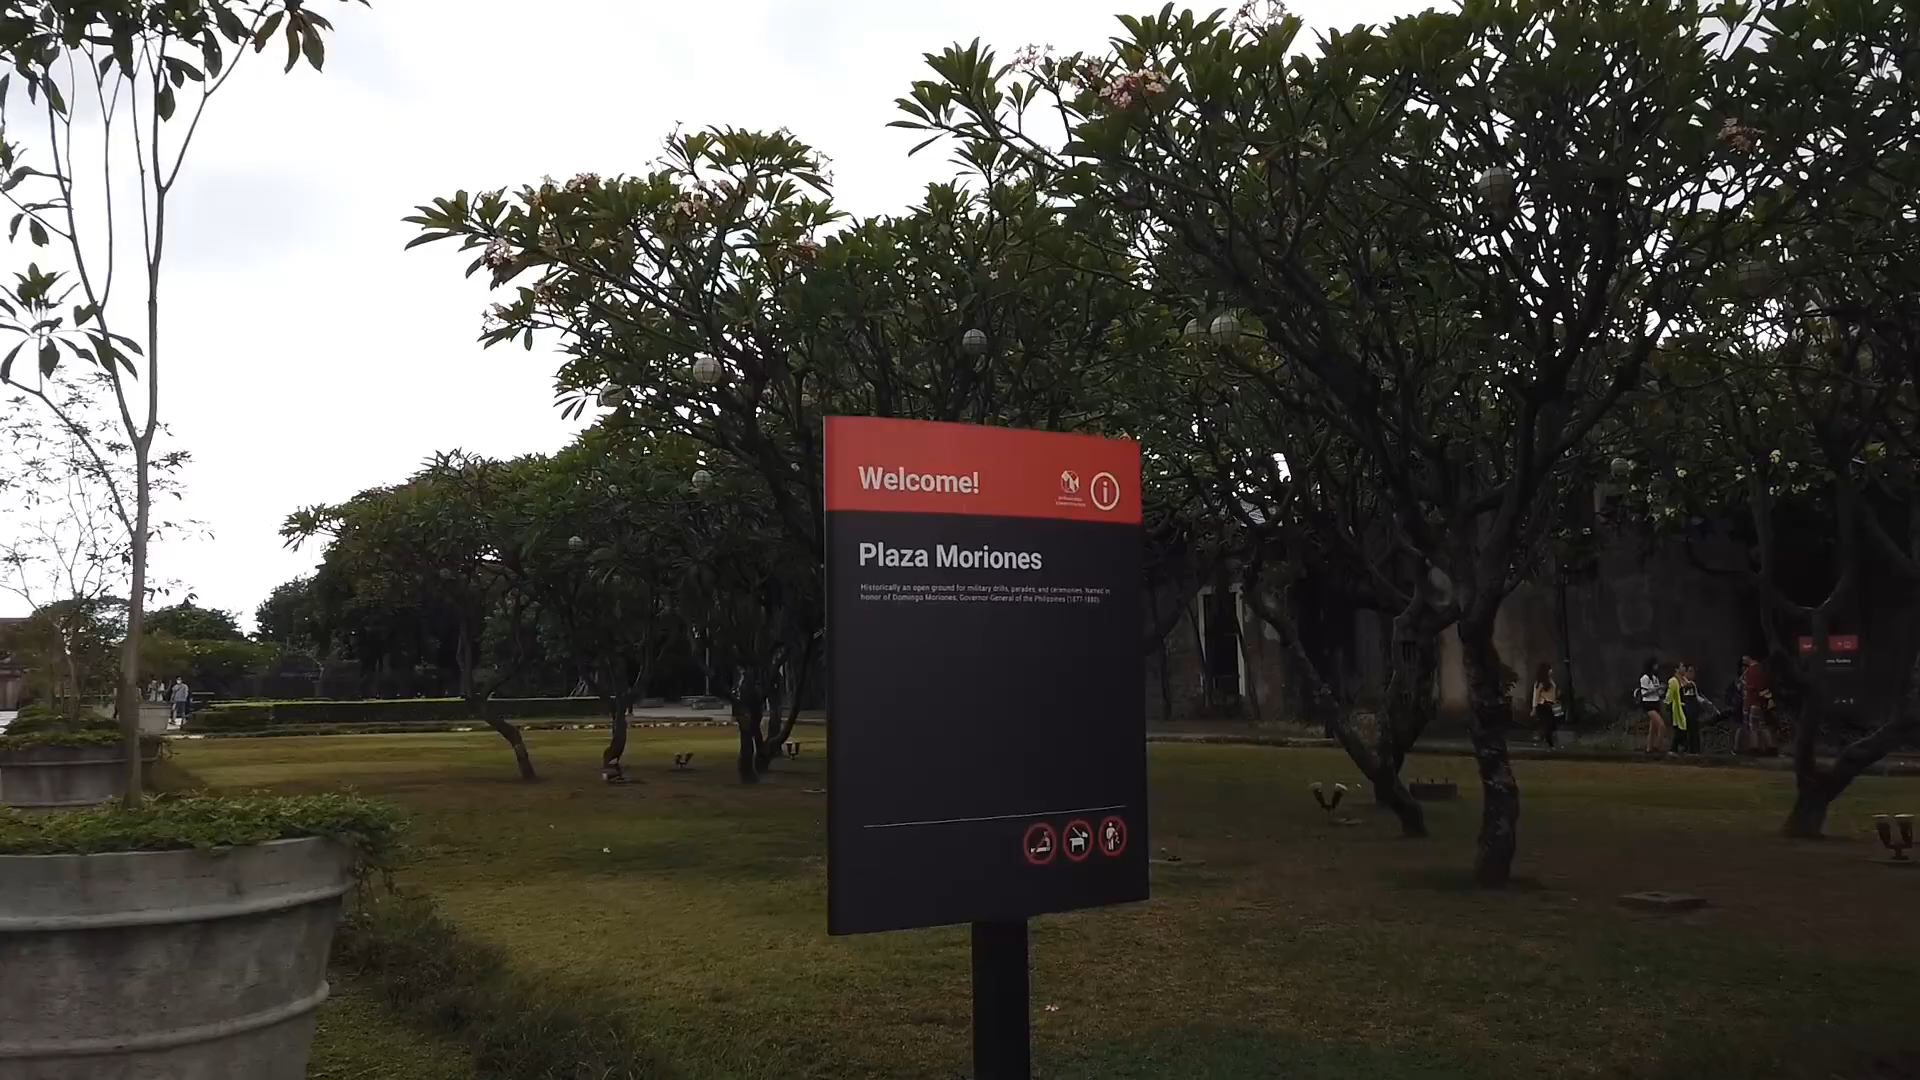 Welcome!
Plaza Moriones
Historically an open ground for military drills, parades, and ceremonies. Named in
honor of Domingo Moriones, Governor-General of the Philippines (1877-1880).